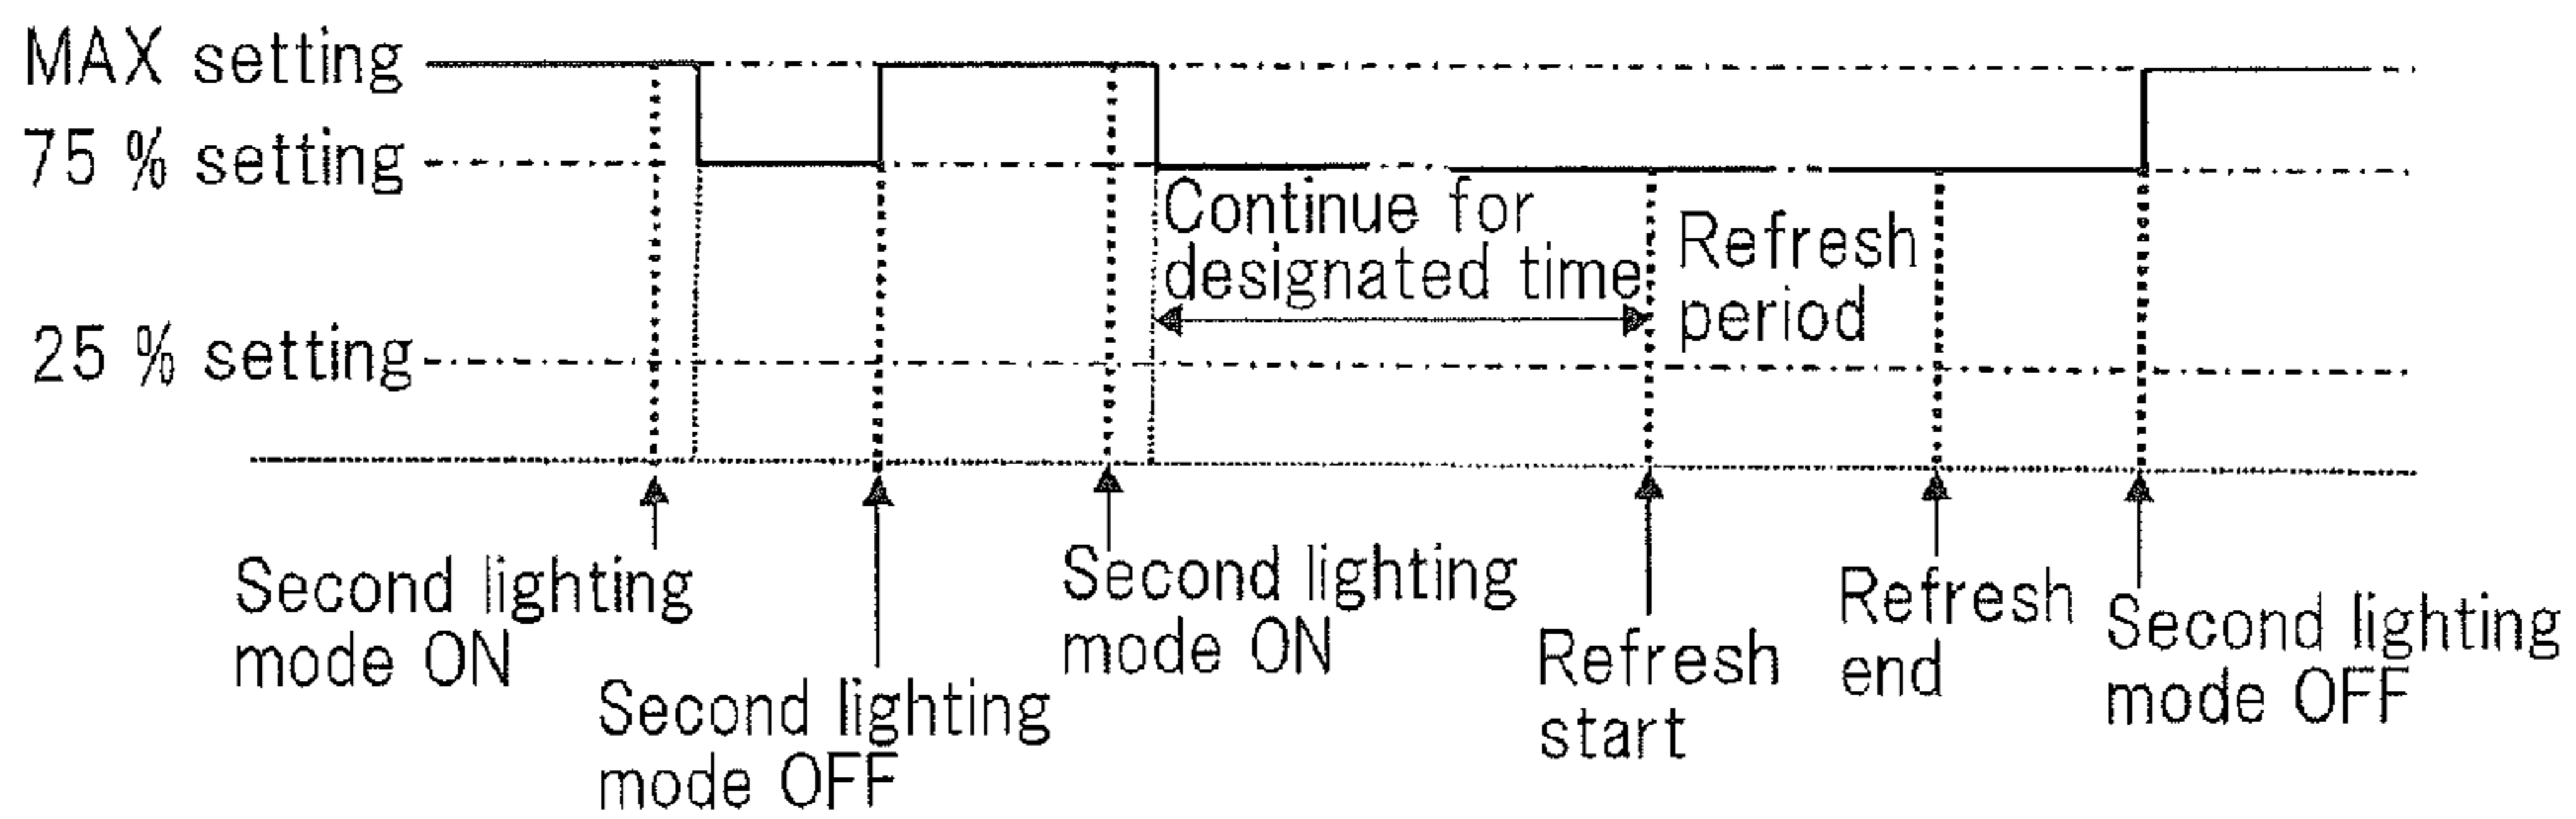 MAX setting
75 % setting
25 % setting
Continue for
designated time
Refresh
period
Second lighting
mode ON
Second lighting
mode OFF
Second lighting
mode ON
Refresh
start
Refresh
end
Second lighting
mode OFF